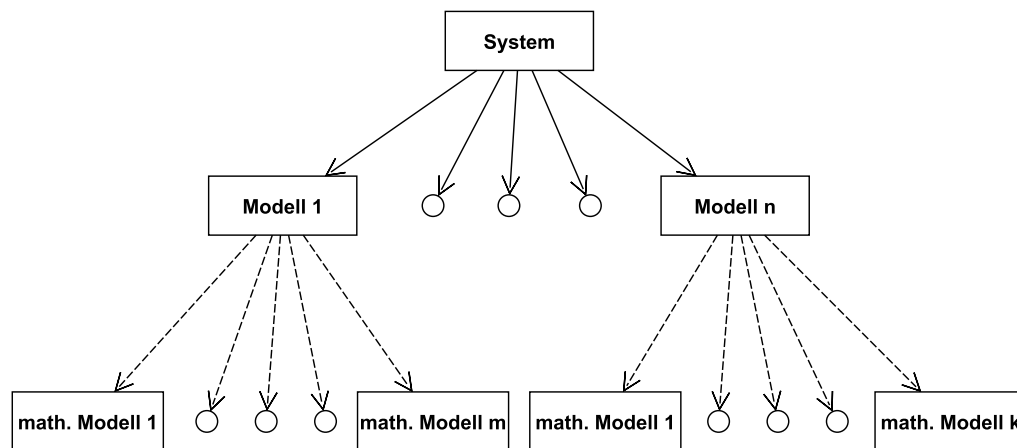 System
Modell 1
Modell n
math. Modell 1
math. Modell m
math. Modell 1
math. Modell k